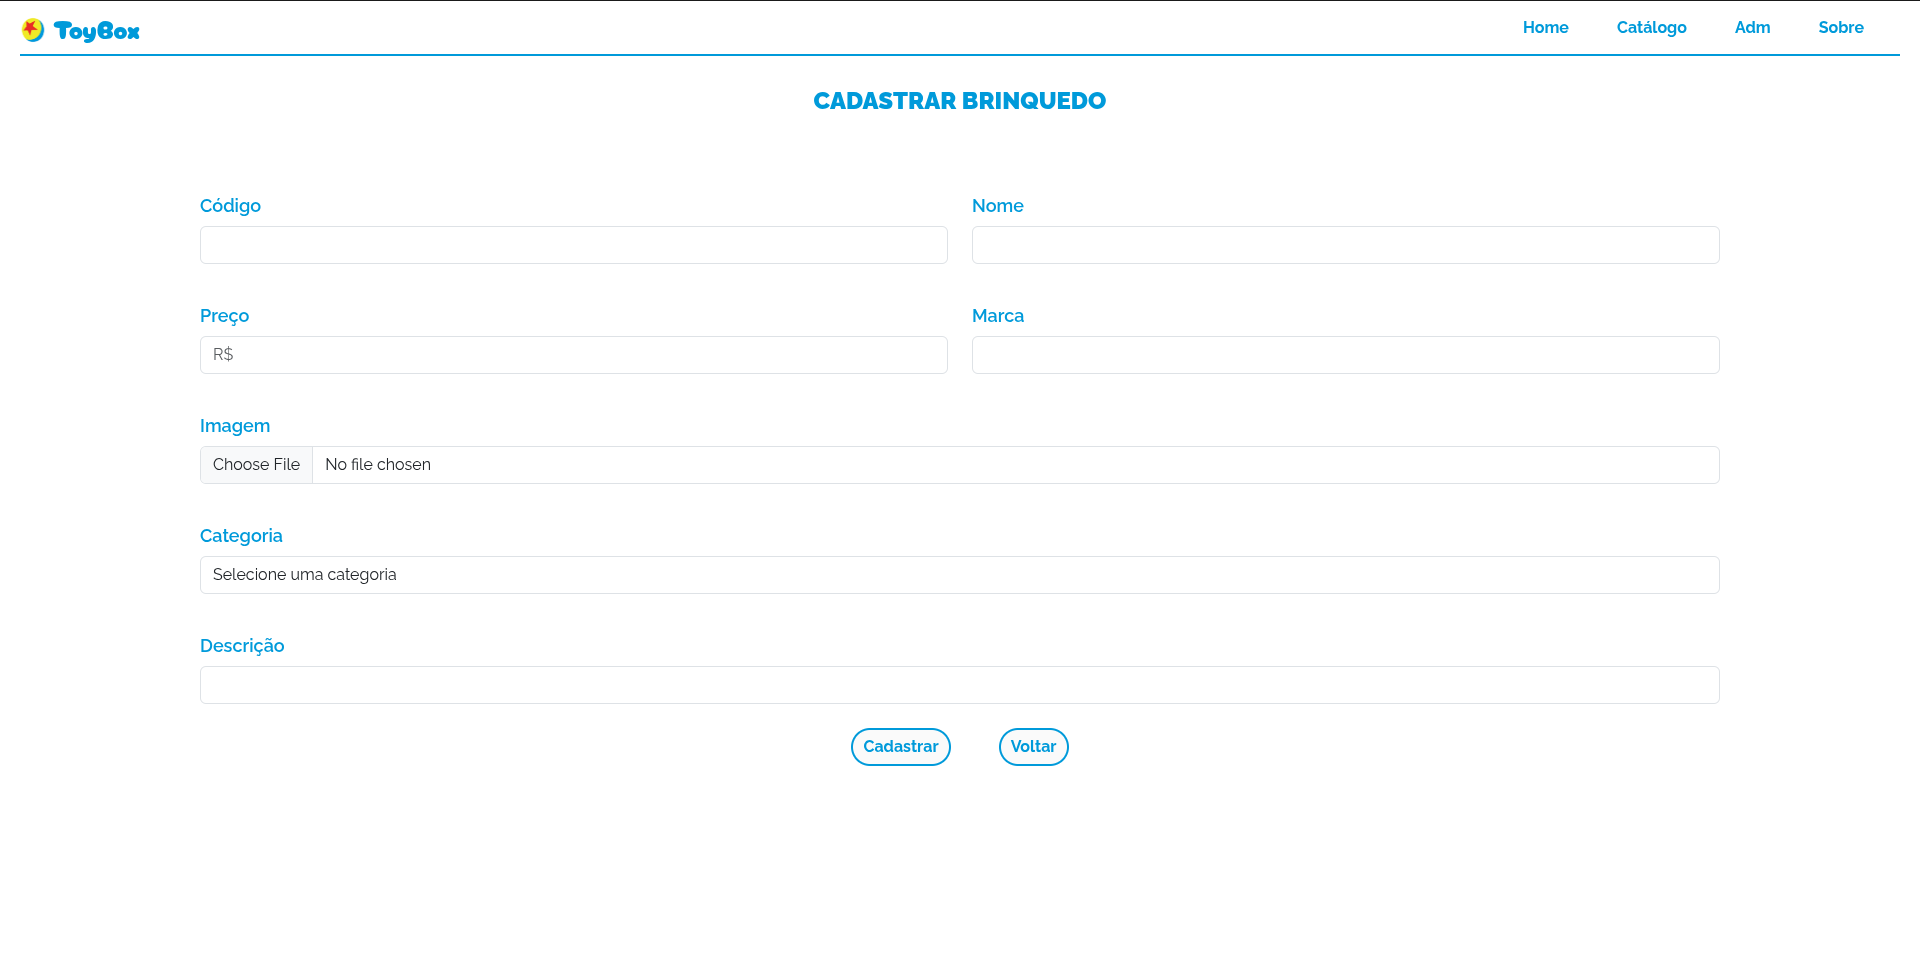 ToyBox Home Catálogo Adm Sobre
CADASTRAR BRINQUEDO
Código Nome
Preço Marca
R$
Imagem
Choose File No file chosen
Categoria
Selecione uma categoria
Descrição
Cadastrar Voltar